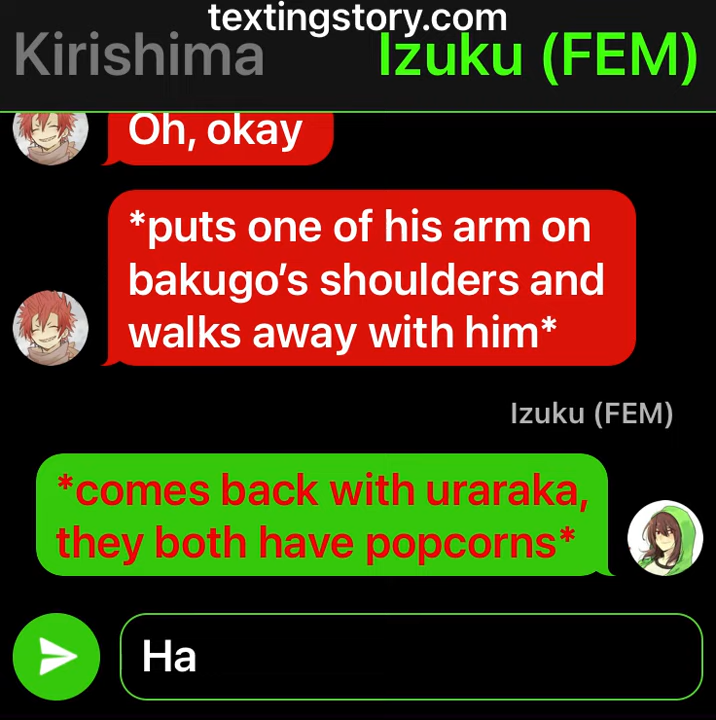 textingstory.com
Kirishima Izuku (FEM)
Oh, okay
*puts one of his arm on
bakugo’s shoulders and
walks away with him*
Izuku (FEM)
*comes back with uraraka,
they both have popcorns*
Ha